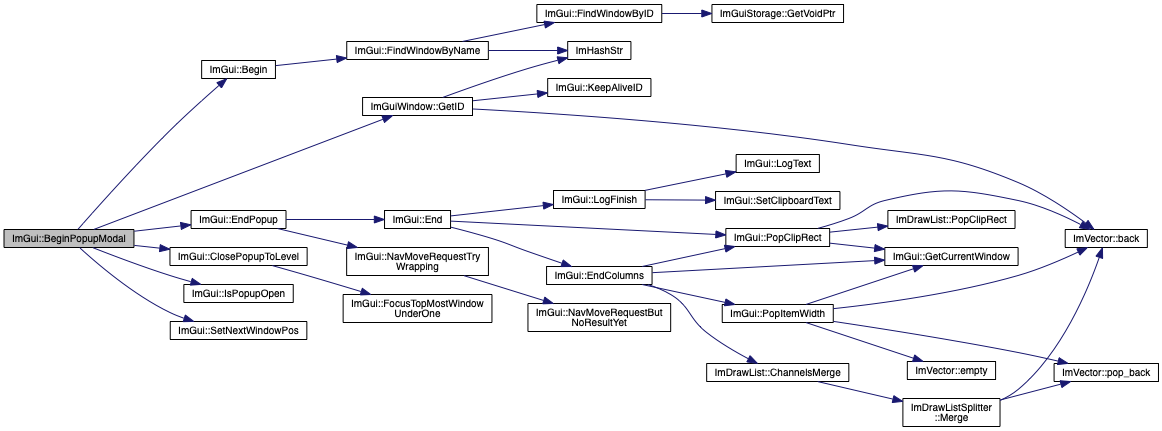 ImGui::FindWindowByID
ImGuiStorage::GetVoidPtr
ImGui::FindWindowByName
ImHashStr
ImGui::Begin
ImGui::KeepAliveID
ImGuiWindow::GetID
ImGui::LogText
ImGui::LogFinish
ImGui::SetClipboardText
ImGui::EndPopup
ImGui::End
ImDrawList::PopClipRect
ImGui::BeginPopupModal
ImGui::PopClipRect
ImVector::back
ImGui::ClosePopupToLevel
ImGui::NavMoveRequestTry
Wrapping
ImGui::GetCurrentWindow
ImGui::EndColumns
ImGui::IsPopupOpen
ImGui::FocusTopMostWindow
UnderOne
ImGui::NavMoveRequestBut
NoResultYet
ImGui::PopItemWidth
ImGui::SetNextWindowPos
ImDrawList::ChannelsMerge
ImVector::empty
ImVector::pop_back
ImDrawListSplitter
::Merge